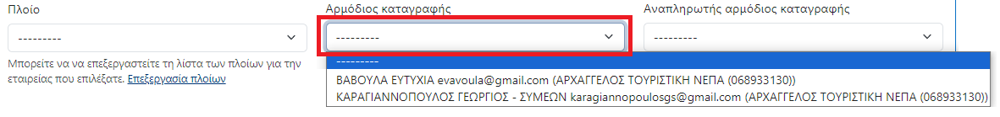 Πλοίο
Αρμόδιος καταγραφής
Αναπληρωτής αρμόδιος καταγραφής
---------
---------
---------
Μπορείτε να να επεξεργαστείτε τη λίστα των πλοίων για την
εταιρείας που επιλέξατε. Επεξεργασία πλοίων
---------
ΒΑΒΟΥΛΑ ΕΥΤΥΧΙΑ evavoula@gmail.com (ΑΡΧΑΓΓΕΛΟΣ ΤΟΥΡΙΣΤΙΚΗ ΝΕΠΑ (068933130))
ΚΑΡΑΓΙΑΝΝΟΠΟΥΛΟΣ ΓΕΩΡΓΙΟΣ - ΣΥΜΕΩΝ karagiannopoulosgs@gmail.com (ΑΡΧΑΓΓΕΛΟΣ ΤΟΥΡΙΣΤΙΚΗ ΝΕΠΑ (068933130))